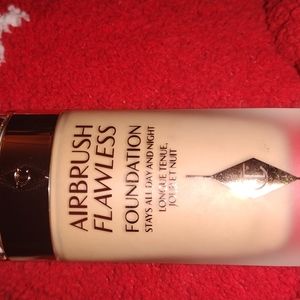 AIRBRUSH
FLAWLESS
FOUNDATION
STAYS ALL DAY AND NIGHT
LONGUE TENUE,
JOUR ET NUIT